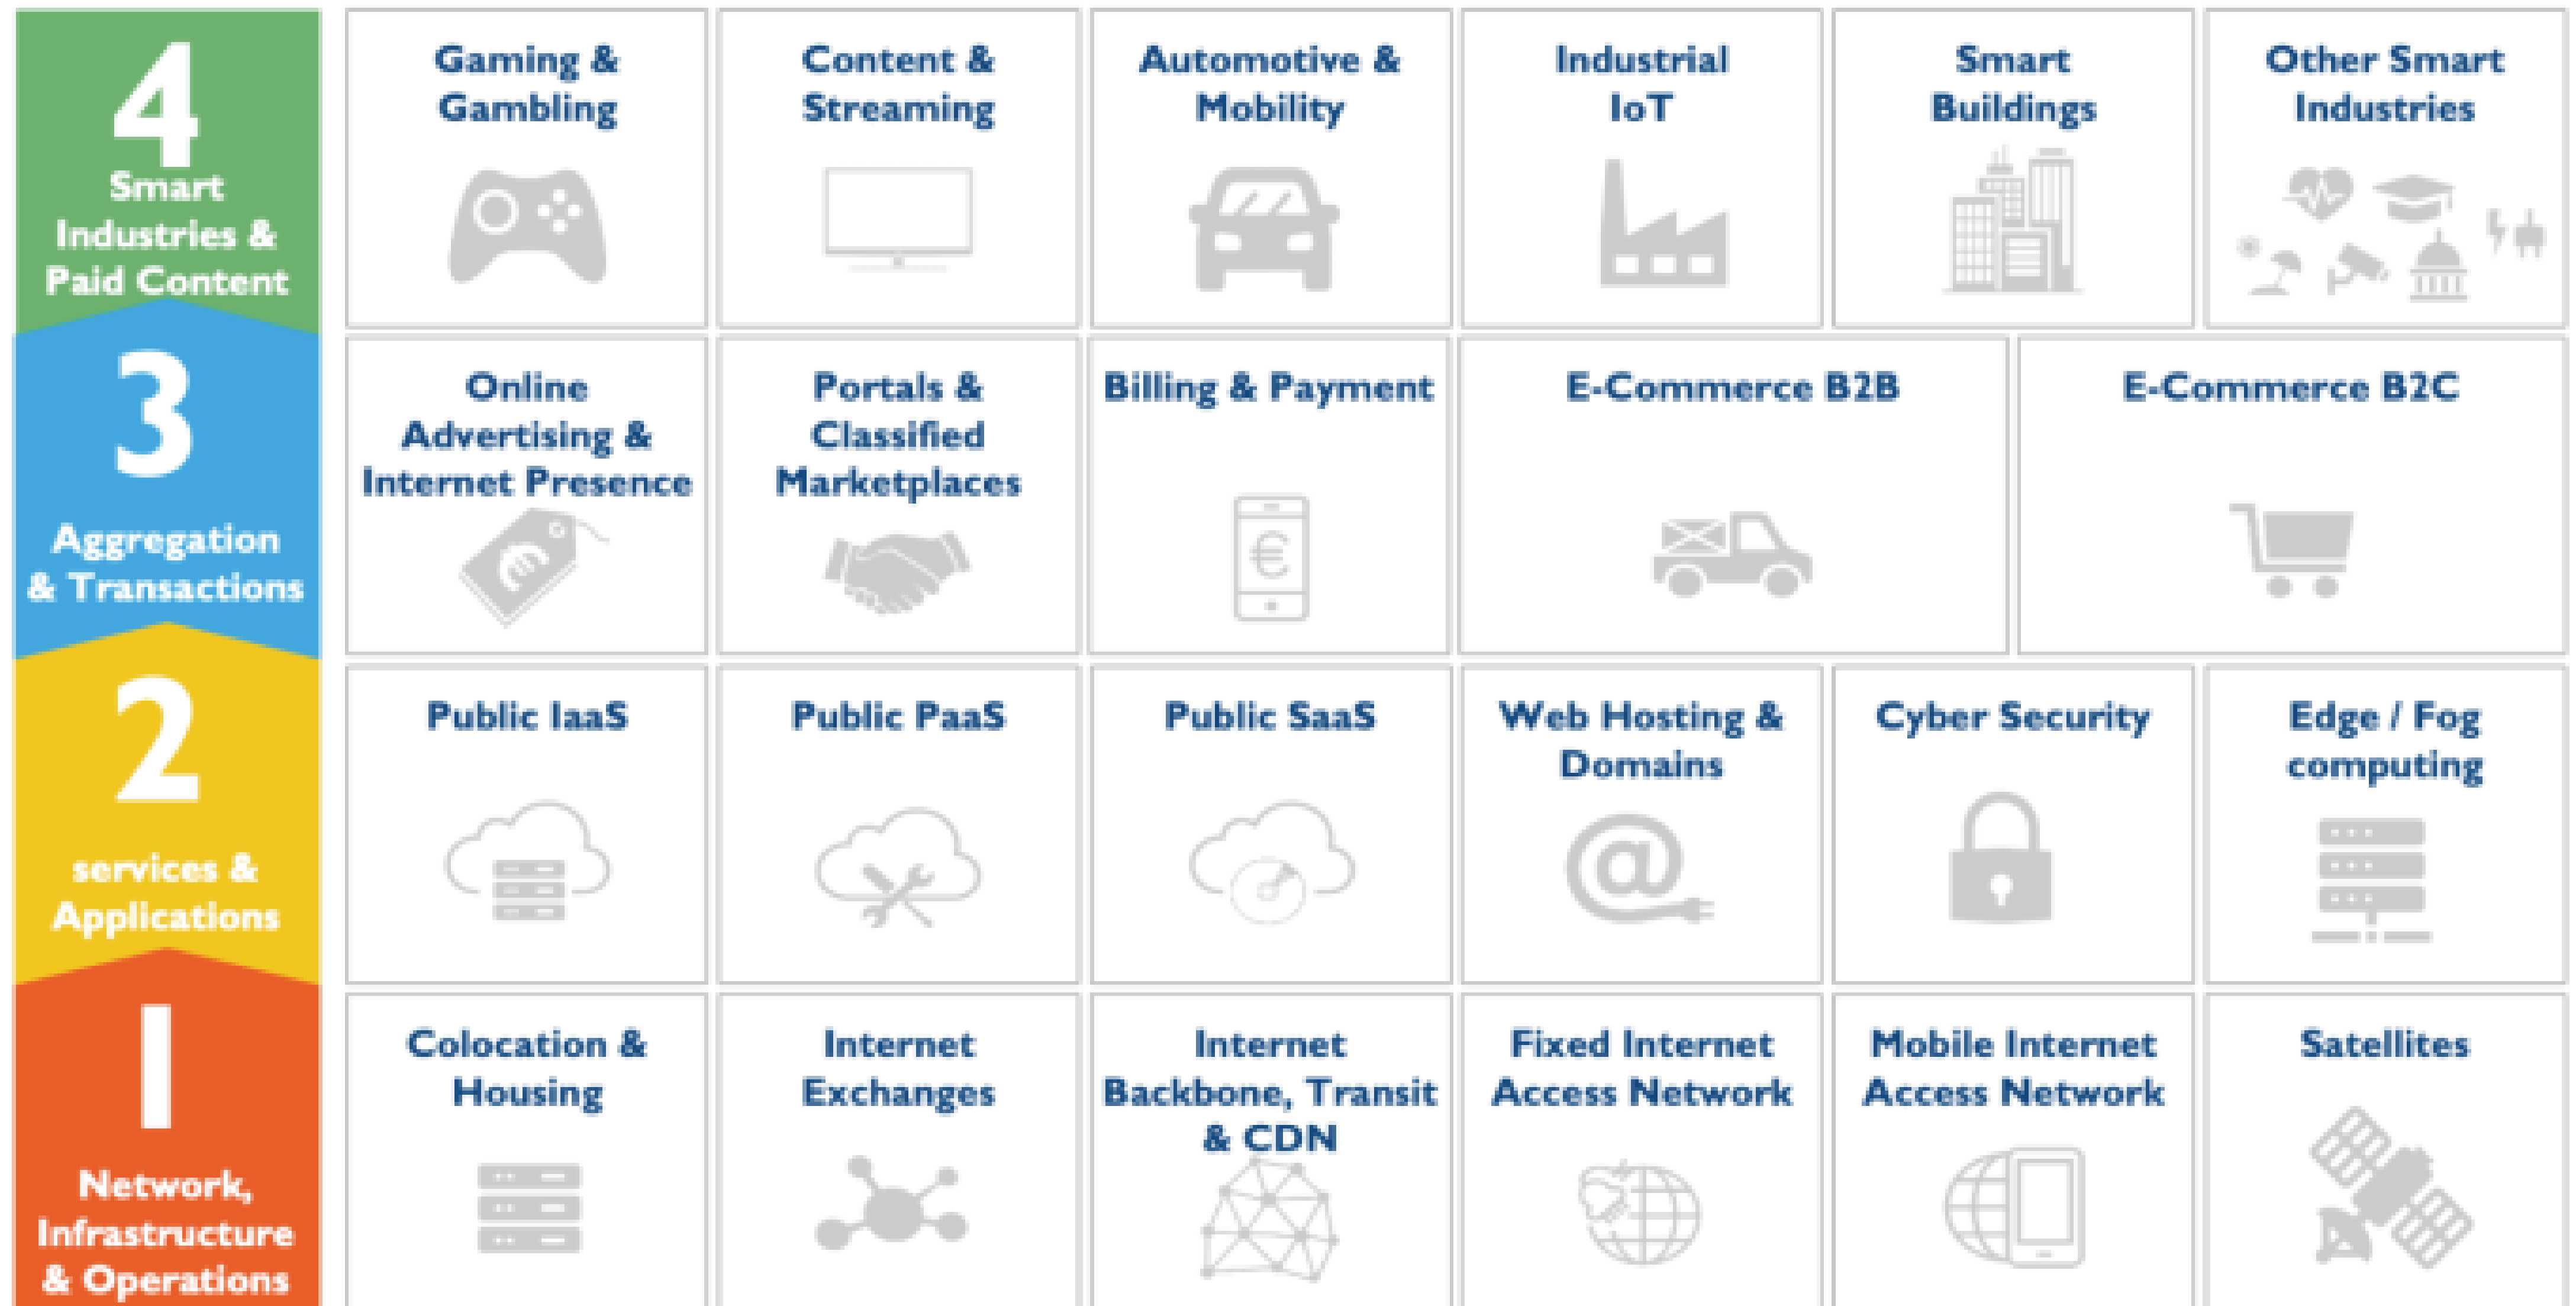 4
Smart
Industries &
Paid Content
Gaming &
Gambling
Content &
Streaming
Automotive &
Mobility
Industrial
IoT
Smart
Buildings
Other Smart
Industries
3
Aggregation
& Transactions
Online
Advertising &
Internet Presence
Portals &
Classified
Marketplaces
Billing & Payment
€
€
E-Commerce B2B
E-Commerce B2C
2
services &
Applications
Public IaaS
Public PaaS
Public SaaS
Web Hosting &
Domains
@
Cyber Security
Edge / Fog
computing
1
Network,
Infrastructure
& Operations
Colocation &
Housing
Internet
Exchanges
Internet
Backbone, Transit
& CDN
Fixed Internet
Access Network
Mobile Internet
Access Network
Satellites